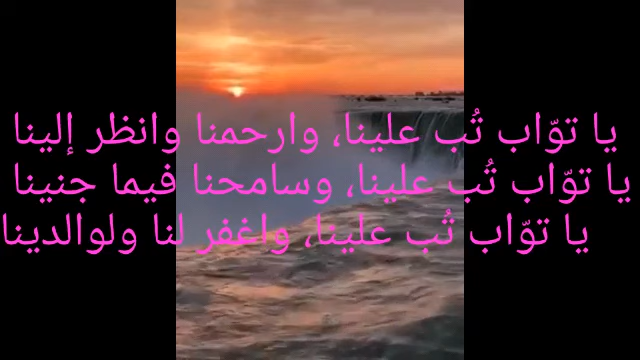 يا توّاب تُب علينا، وارحمنا وانظر إلينا
يا توّاب تُب علينا، وسامحنا فيما جنينا
يا توّاب تُب علينا، واغفر لنا ولوالدينا